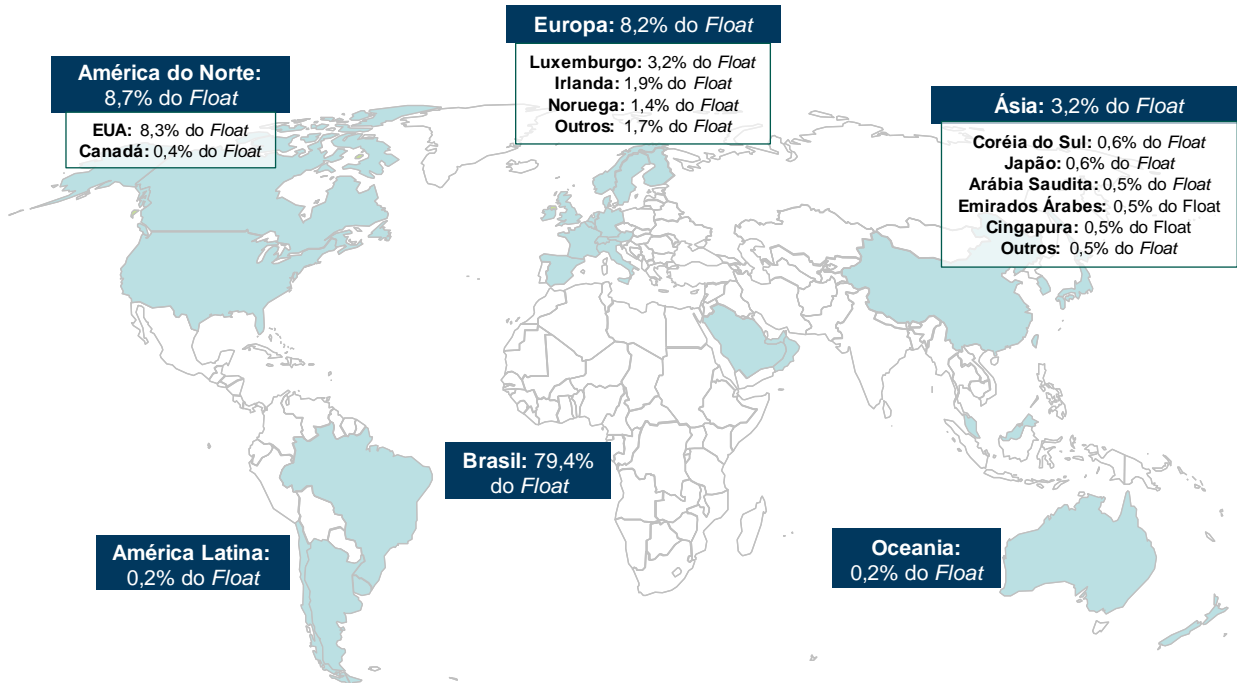 Europa: 8,2% do Float
Luxemburgo: 3,2% do Float
Irlanda: 1,9% do Float
Noruega: 1,4% do Float
Outros: 1,7% do Float
América do Norte:
8,7% do Float
EUA: 8,3% do Float
Canadá: 0,4% do Float
Ásia: 3,2% do Float
Coréia do Sul: 0,6% do Float
Japão: 0,6% do Float
Arábia Saudita: 0,5% do Float
Emirados Árabes: 0,5% do Float
Cingapura: 0,5% do Float
Outros: 0,5% do Float
Brasil: 79,4%
do Float
América Latina:
0,2% do Float
Oceania:
0,2% do Float